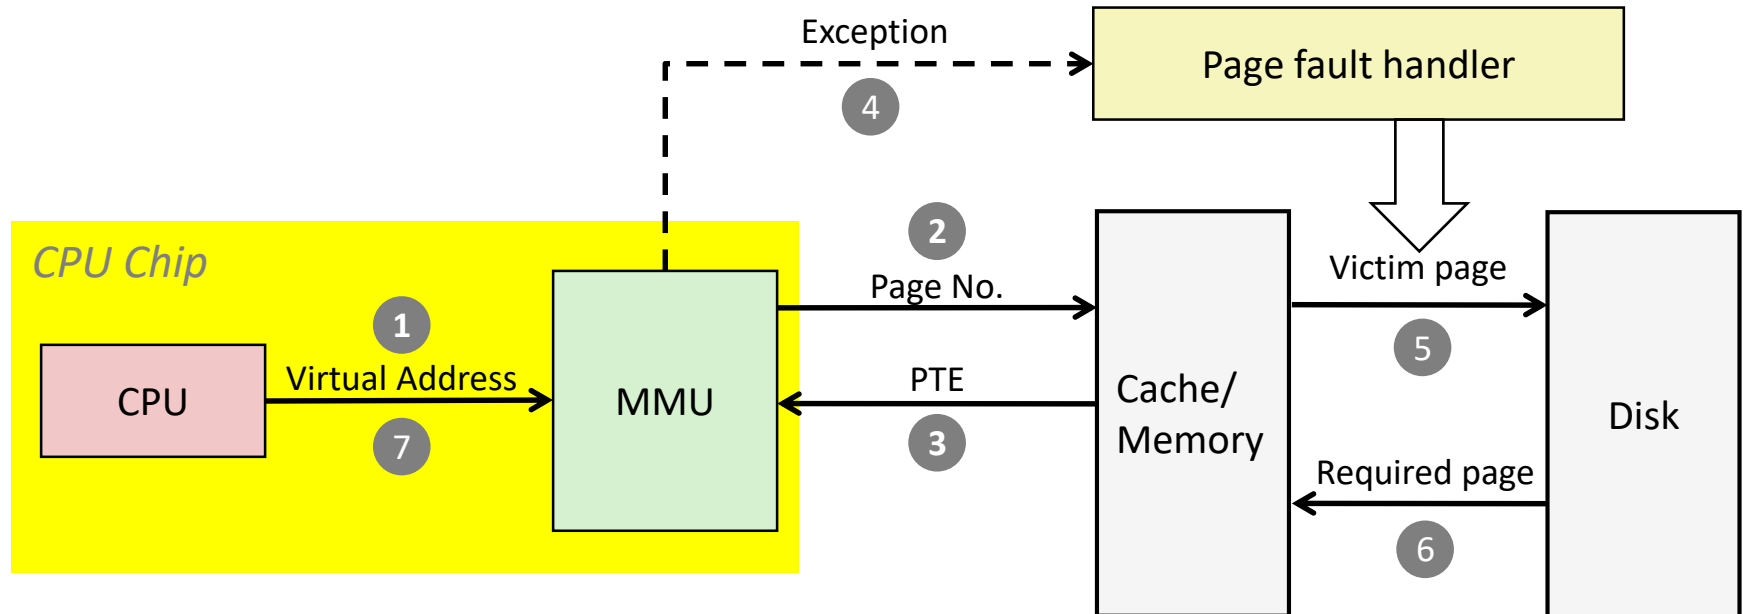 Exception
Page fault handler
4
CPU Chip
2
Page No.
Victim page
1
5
Virtual Address
CPU
MMU
PTE
Cache/
Memory
Disk
7
3
Required page
6